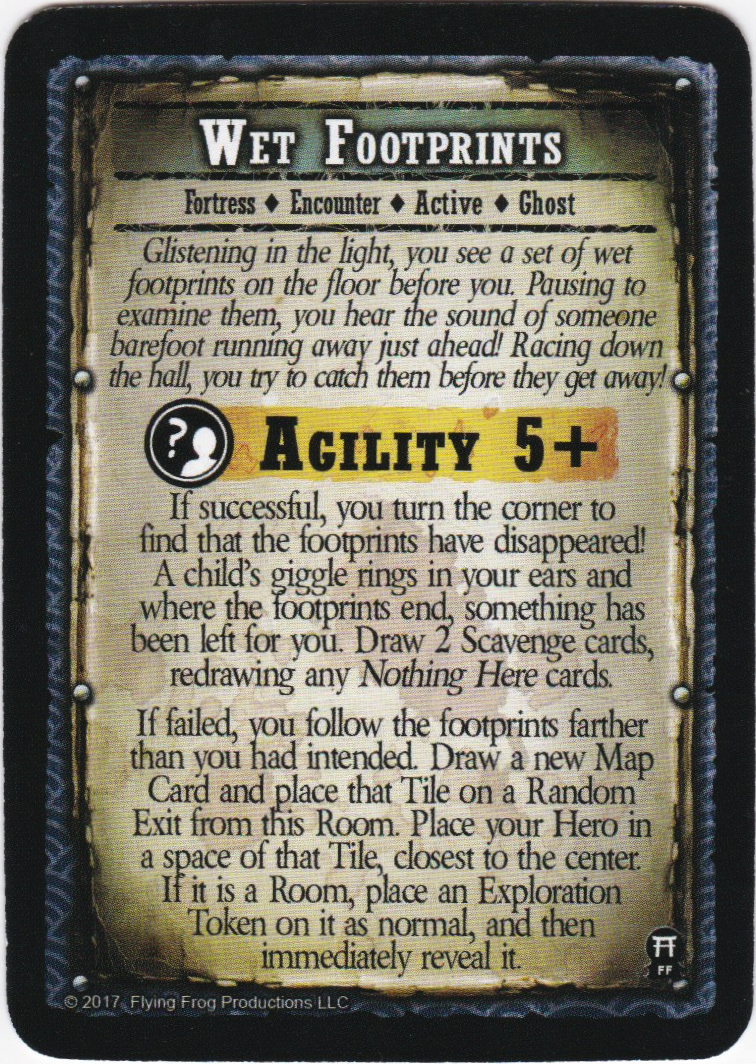 Wet Footprints
Fortress ♦ Encounter ♦ Active ♦ Ghost
Glistening in the light, you see a set of wet
footprints on the floor before you. Pausing to
examine them, you hear the sound of someone
barefoot running away just ahead! Racing down
the hall, you try to catch them before they get away!
?
Agility 5+
If successful, you turn the corner to
find that the footprints have disappeared!
A child's giggle rings in your ears and
where the footprints end, something has
been left for you. Draw 2 Scavenge cards,
redrawing any Nothing Here cards.
If failed, you follow the footprints farther
than you had intended. Draw a new Map
Card and place that Tile on a Random
Exit from this Room. Place your Hero in
a space of that Tile, closest to the center.
If it is a Room, place an Exploration
Token on it as normal, and then
immediately reveal it.
FF
© 2017 Flying Frog Productions LLC